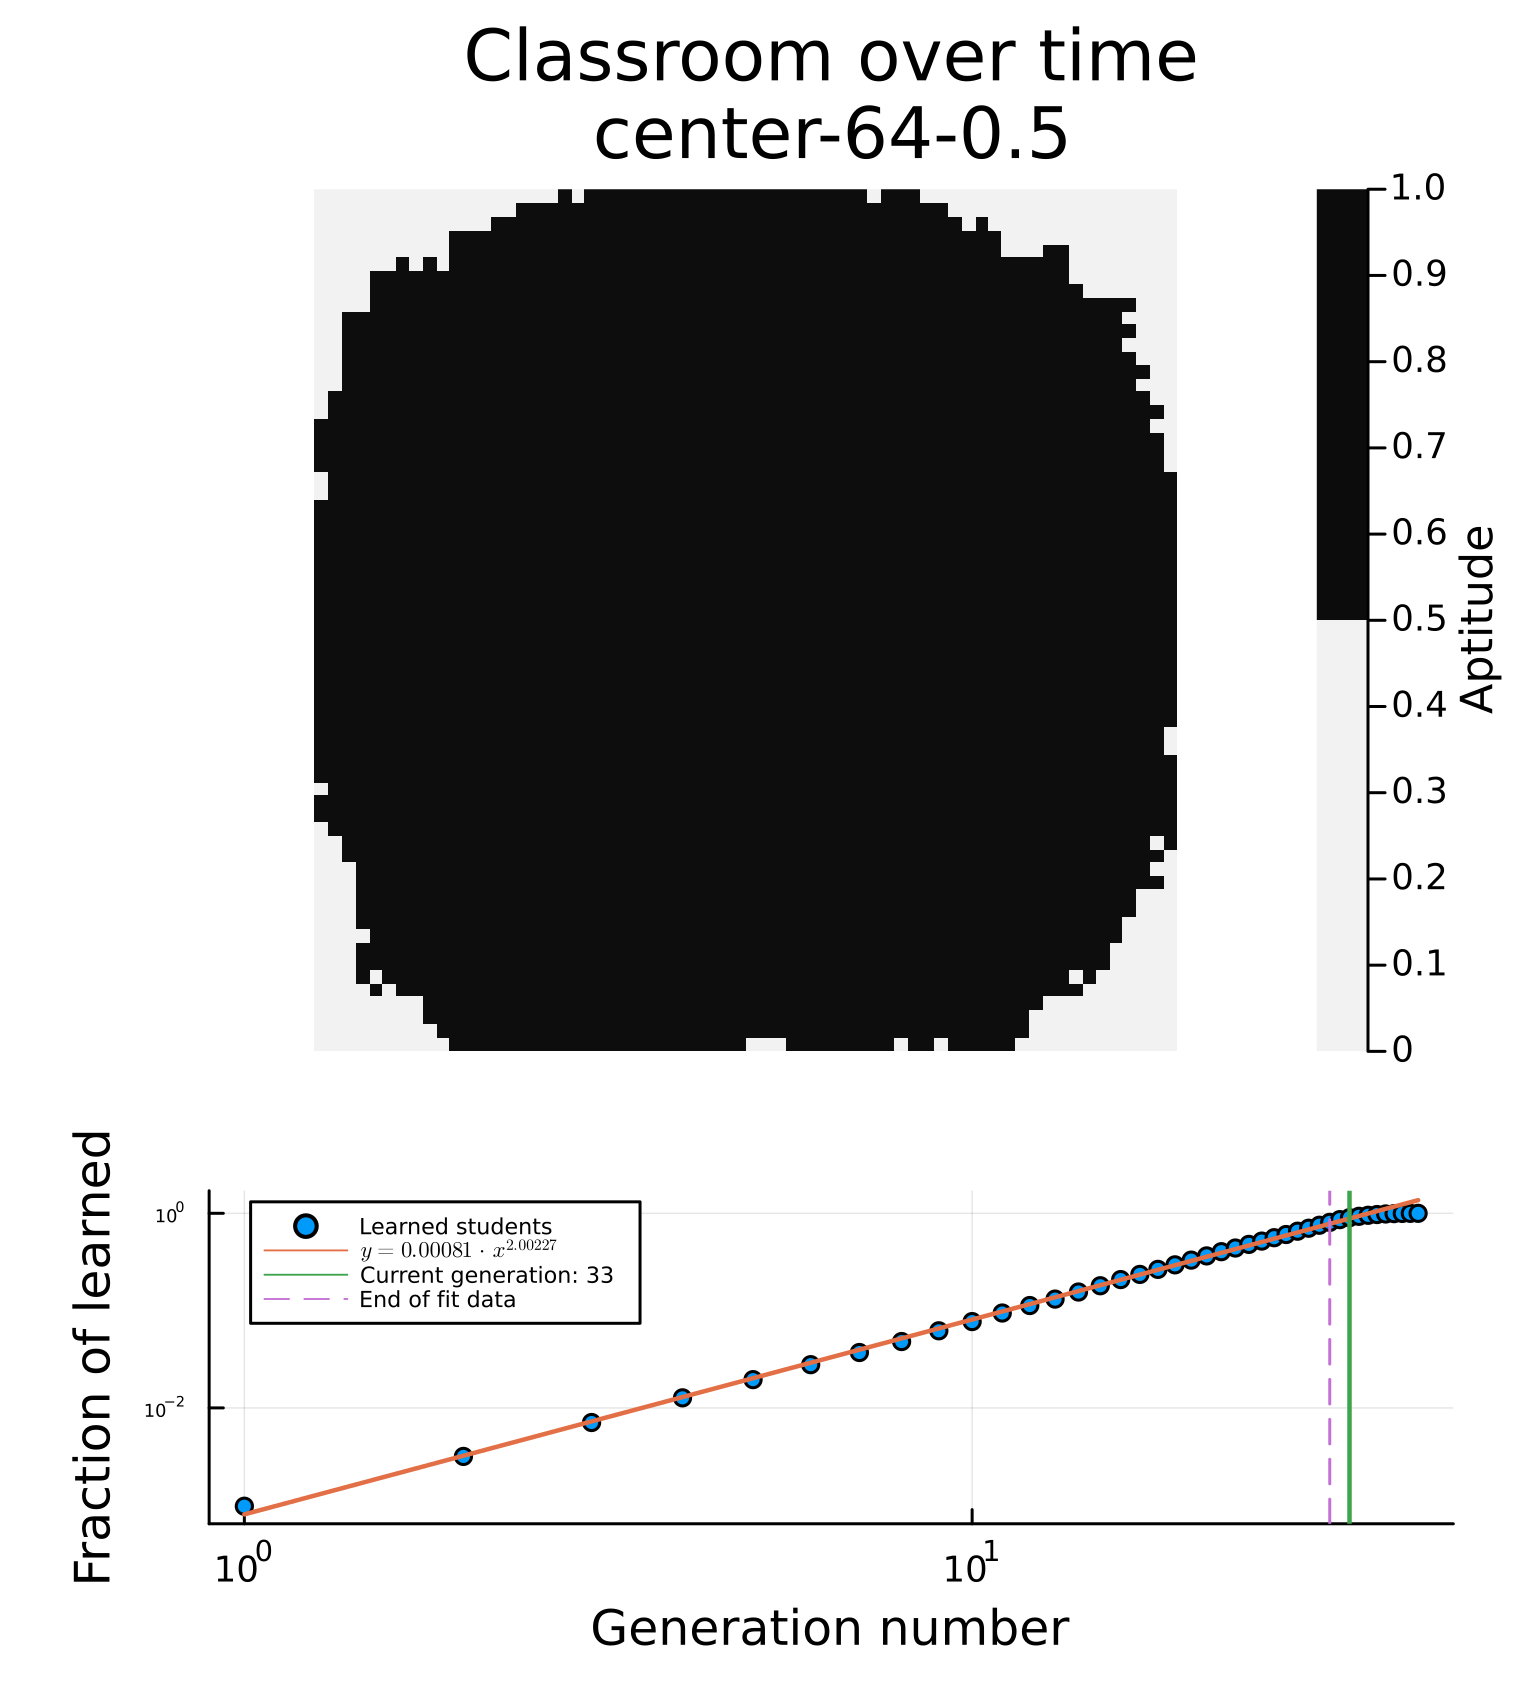 Classroom over time
center-64-0.5
1.0
0.9
0.8
0.7
0.6
0.5
0.4
0.3
0.2
0.1
0
Aptitude
Fraction of learned
10⁰
10⁻²
Learned students
y = 0.00081 · x^2.00227
Current generation: 33
End of fit data
10⁰
10¹
Generation number